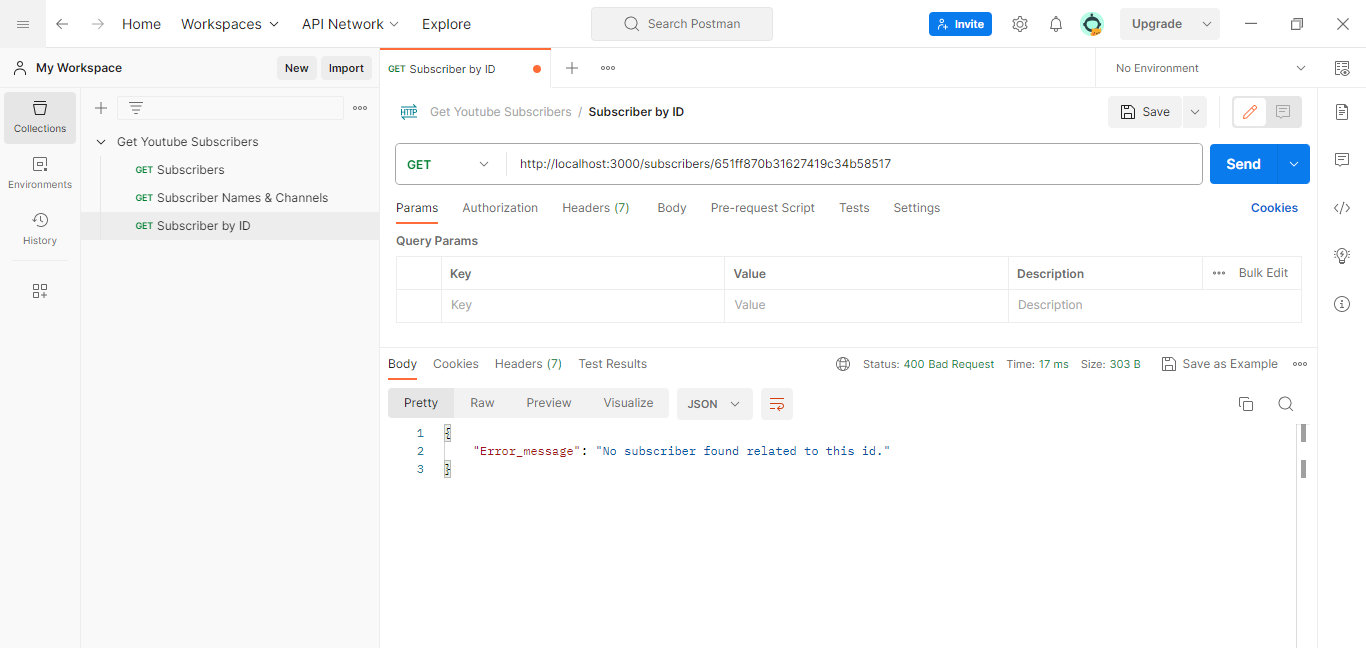 Home Workspaces API Network Explore Search Postman Invite Upgrade
My Workspace New Import GET Subscriber by ID No Environment
Collections
Environments
History
Get Youtube Subscribers
GET Subscribers
GET Subscriber Names & Channels
GET Subscriber by ID
HTTP Get Youtube Subscribers / Subscriber by ID Save
GET http://localhost:3000/subscribers/651ff870b31627419c34b58517 Send
Params Authorization Headers (7) Body Pre-request Script Tests Settings Cookies
Query Params
Key Value Description Bulk Edit
Key Value Description
Body Cookies Headers (7) Test Results Status: 400 Bad Request Time: 17 ms Size: 303 B Save as Example
Pretty Raw Preview Visualize JSON
1 {
2 "Error_message": "No subscriber found related to this id."
3 }